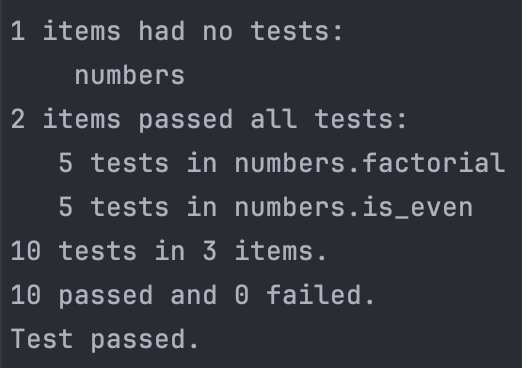 1 items had no tests:
    numbers
2 items passed all tests:
   5 tests in numbers.factorial
   5 tests in numbers.is_even
10 tests in 3 items.
10 passed and 0 failed.
Test passed.